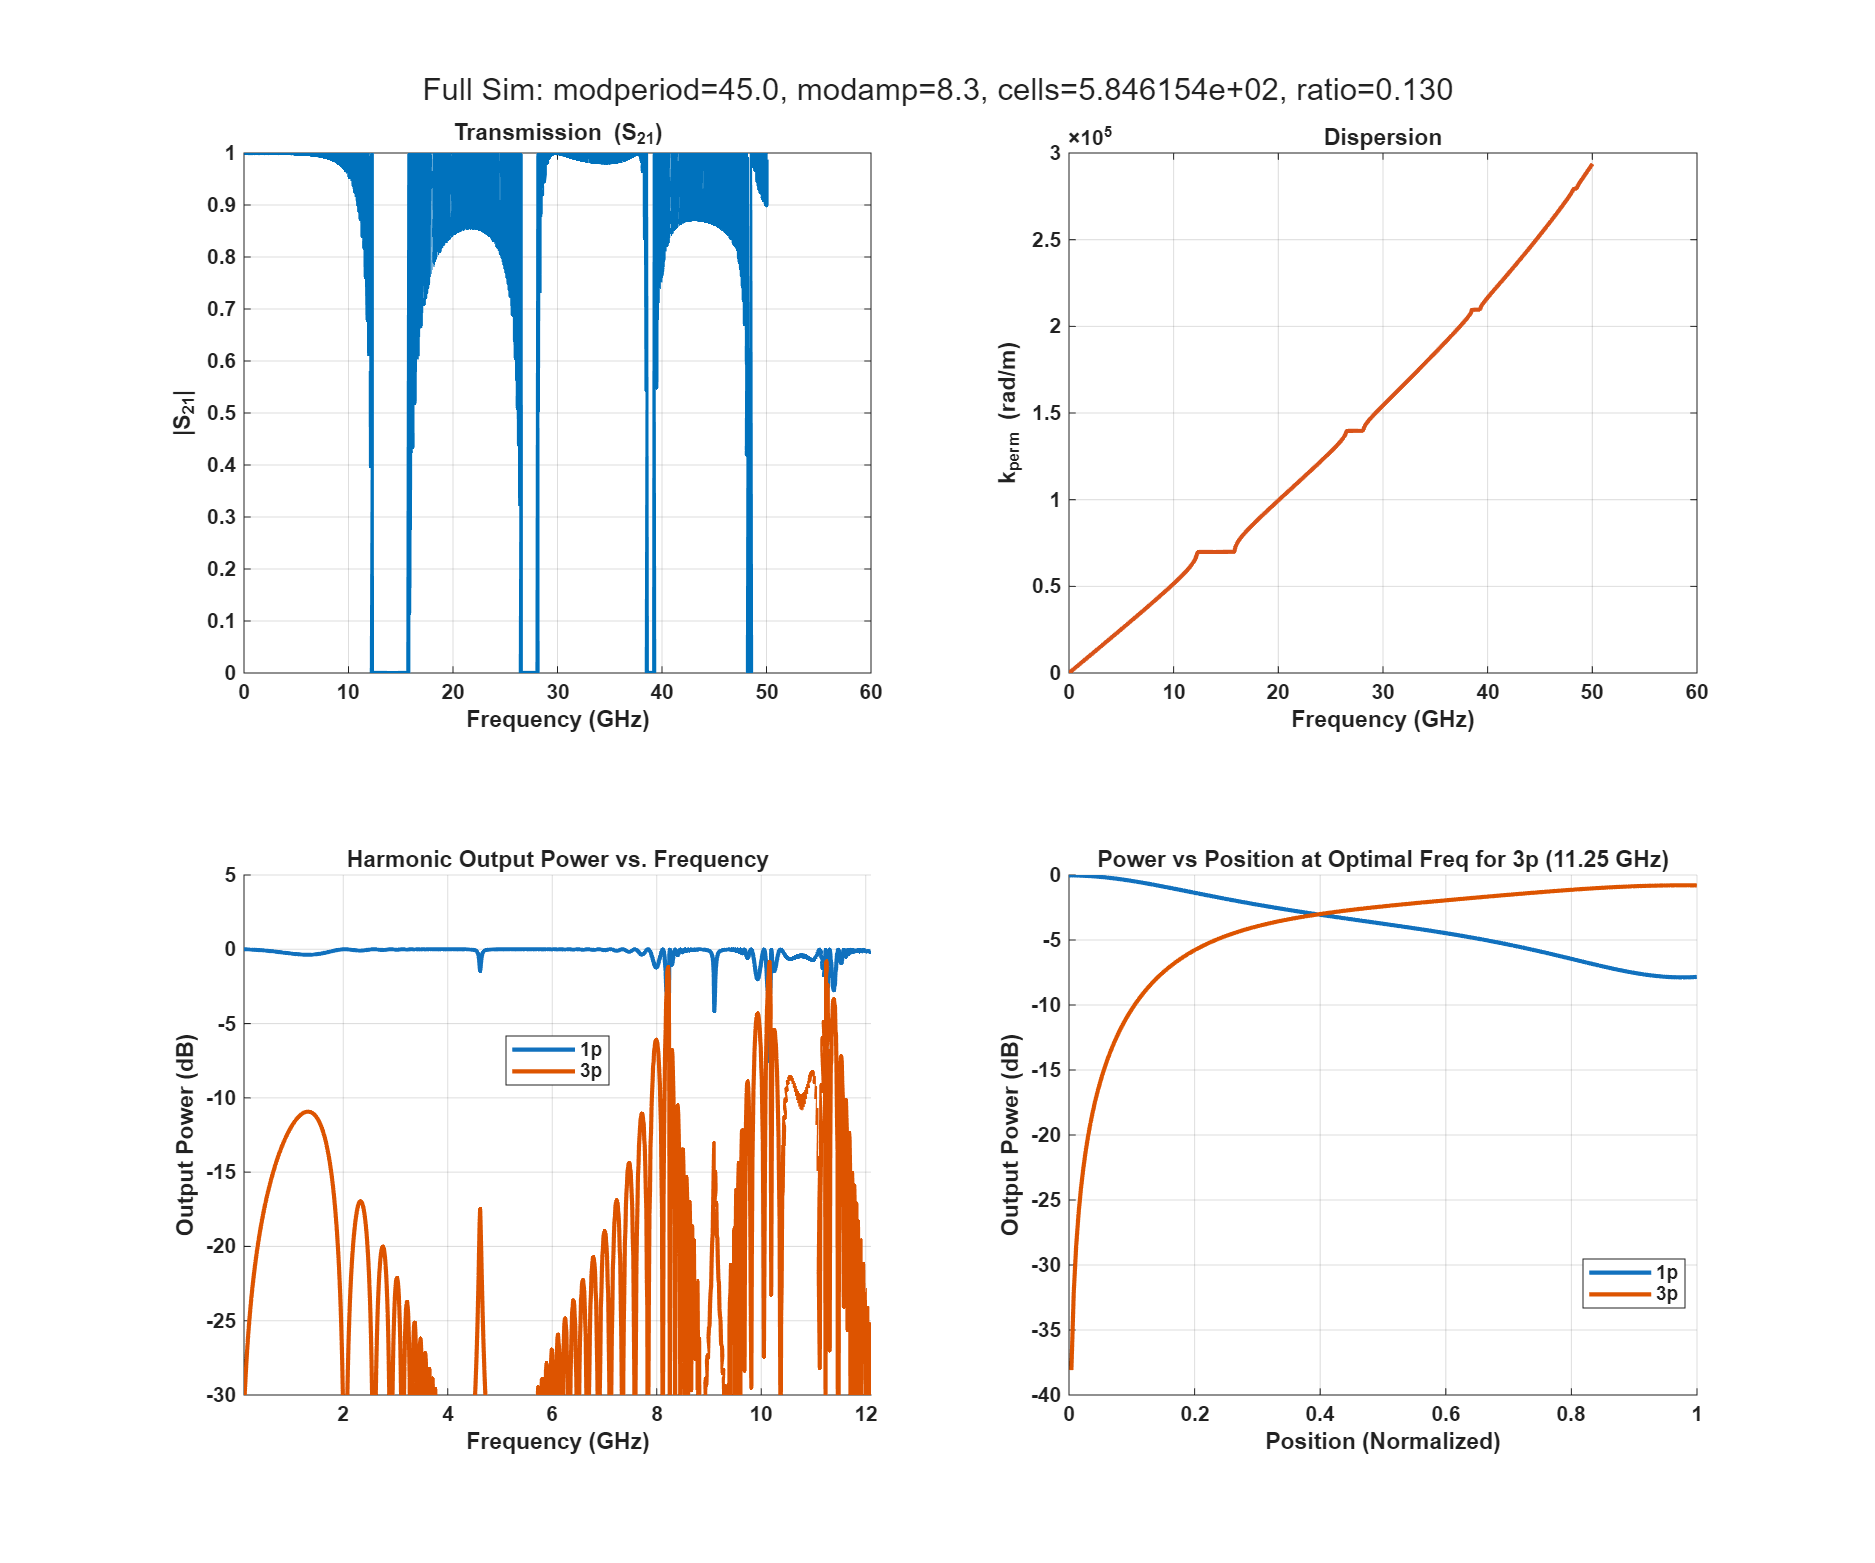 Full Sim: modperiod=45.0, modamp=8.3, cells=5.846154e+02, ratio=0.130
Transmission (S21)
1
0.9
0.8
0.7
0.6
0.5
0.4
0.3
0.2
0.1
0
|S21|
0 10 20 30 40 50 60
Frequency (GHz)
×10^5
Dispersion
3
2.5
2
1.5
1
0.5
0
kperm (rad/m)
0 10 20 30 40 50 60
Frequency (GHz)
Harmonic Output Power vs. Frequency
5
0
-5
-10
-15
-20
-25
-30
Output Power (dB)
1p
3p
2 4 6 8 10 12
Frequency (GHz)
Power vs Position at Optimal Freq for 3p (11.25 GHz)
0
-5
-10
-15
-20
-25
-30
-35
-40
Output Power (dB)
1p
3p
0 0.2 0.4 0.6 0.8 1
Position (Normalized)